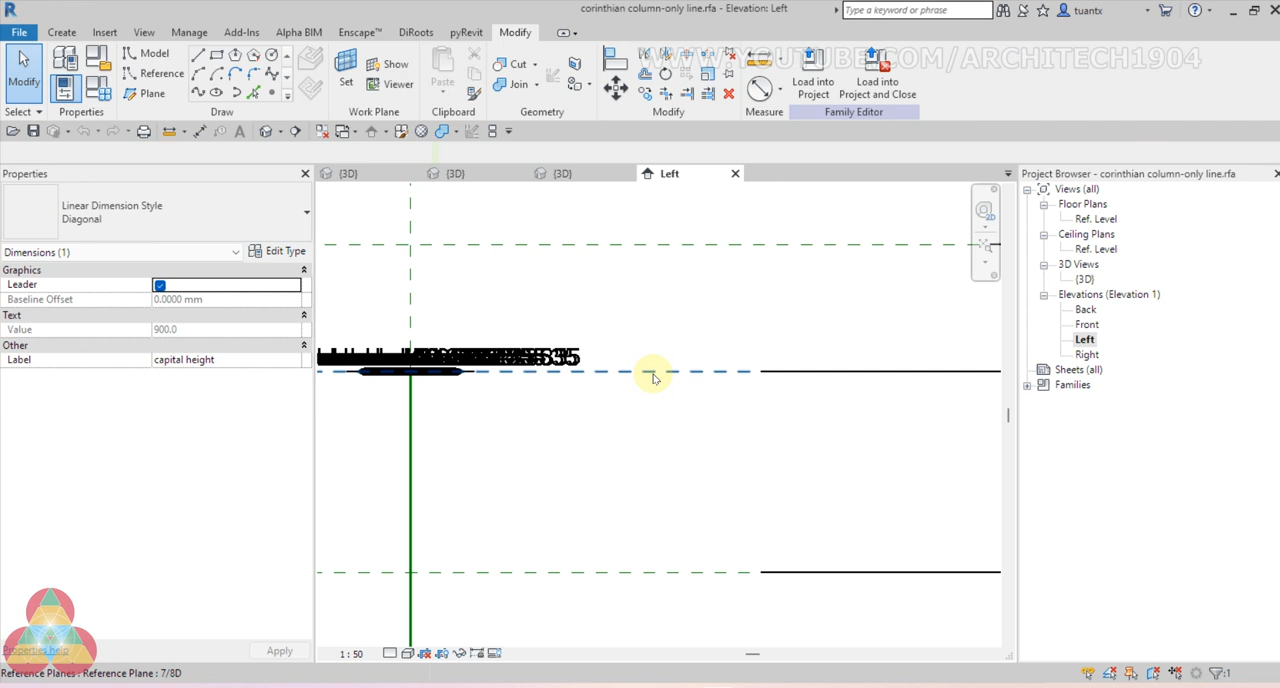 corinthian column-only line.rfa - Elevation: Left
Type a keyword or phrase
tuantx
File Create Insert View Manage Add-Ins Alpha BIM Enscape™ DiRoots pyRevit Modify
WWW.YOUTUBE.COM/ARCHITECH1904
Modify
Model
Reference
Plane
Set
Show
Viewer
Paste
Cut
Join
Load into
Project
Load into
Project and Close
Select Properties Draw Work Plane Clipboard Geometry Modify Measure Family Editor
Properties
{3D} {3D} {3D} Left
Linear Dimension Style
Diagonal
Dimensions (1) Edit Type
Graphics
Leader
Baseline Offset 0.0000 mm
Text
Value 900.0
Other
Label capital height
Properties help
Apply
1 : 50
2D
Project Browser - corinthian column-only line.rfa
Views (all)
Floor Plans
Ref. Level
Ceiling Plans
Ref. Level
3D Views
{3D}
Elevations (Elevation 1)
Back
Front
Left
Right
Sheets (all)
Families
Reference Planes : Reference Plane : 7/8D
:1